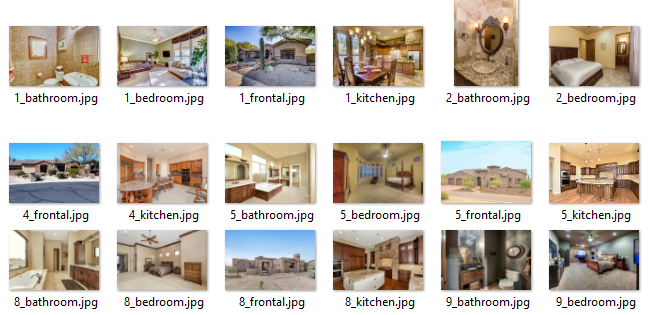 1_bathroom.jpg 1_bedroom.jpg 1_frontal.jpg 1_kitchen.jpg 2_bathroom.jpg 2_bedroom.jpg
4_frontal.jpg 4_kitchen.jpg 5_bathroom.jpg 5_bedroom.jpg 5_frontal.jpg 5_kitchen.jpg
8_bathroom.jpg 8_bedroom.jpg 8_frontal.jpg 8_kitchen.jpg 9_bathroom.jpg 9_bedroom.jpg